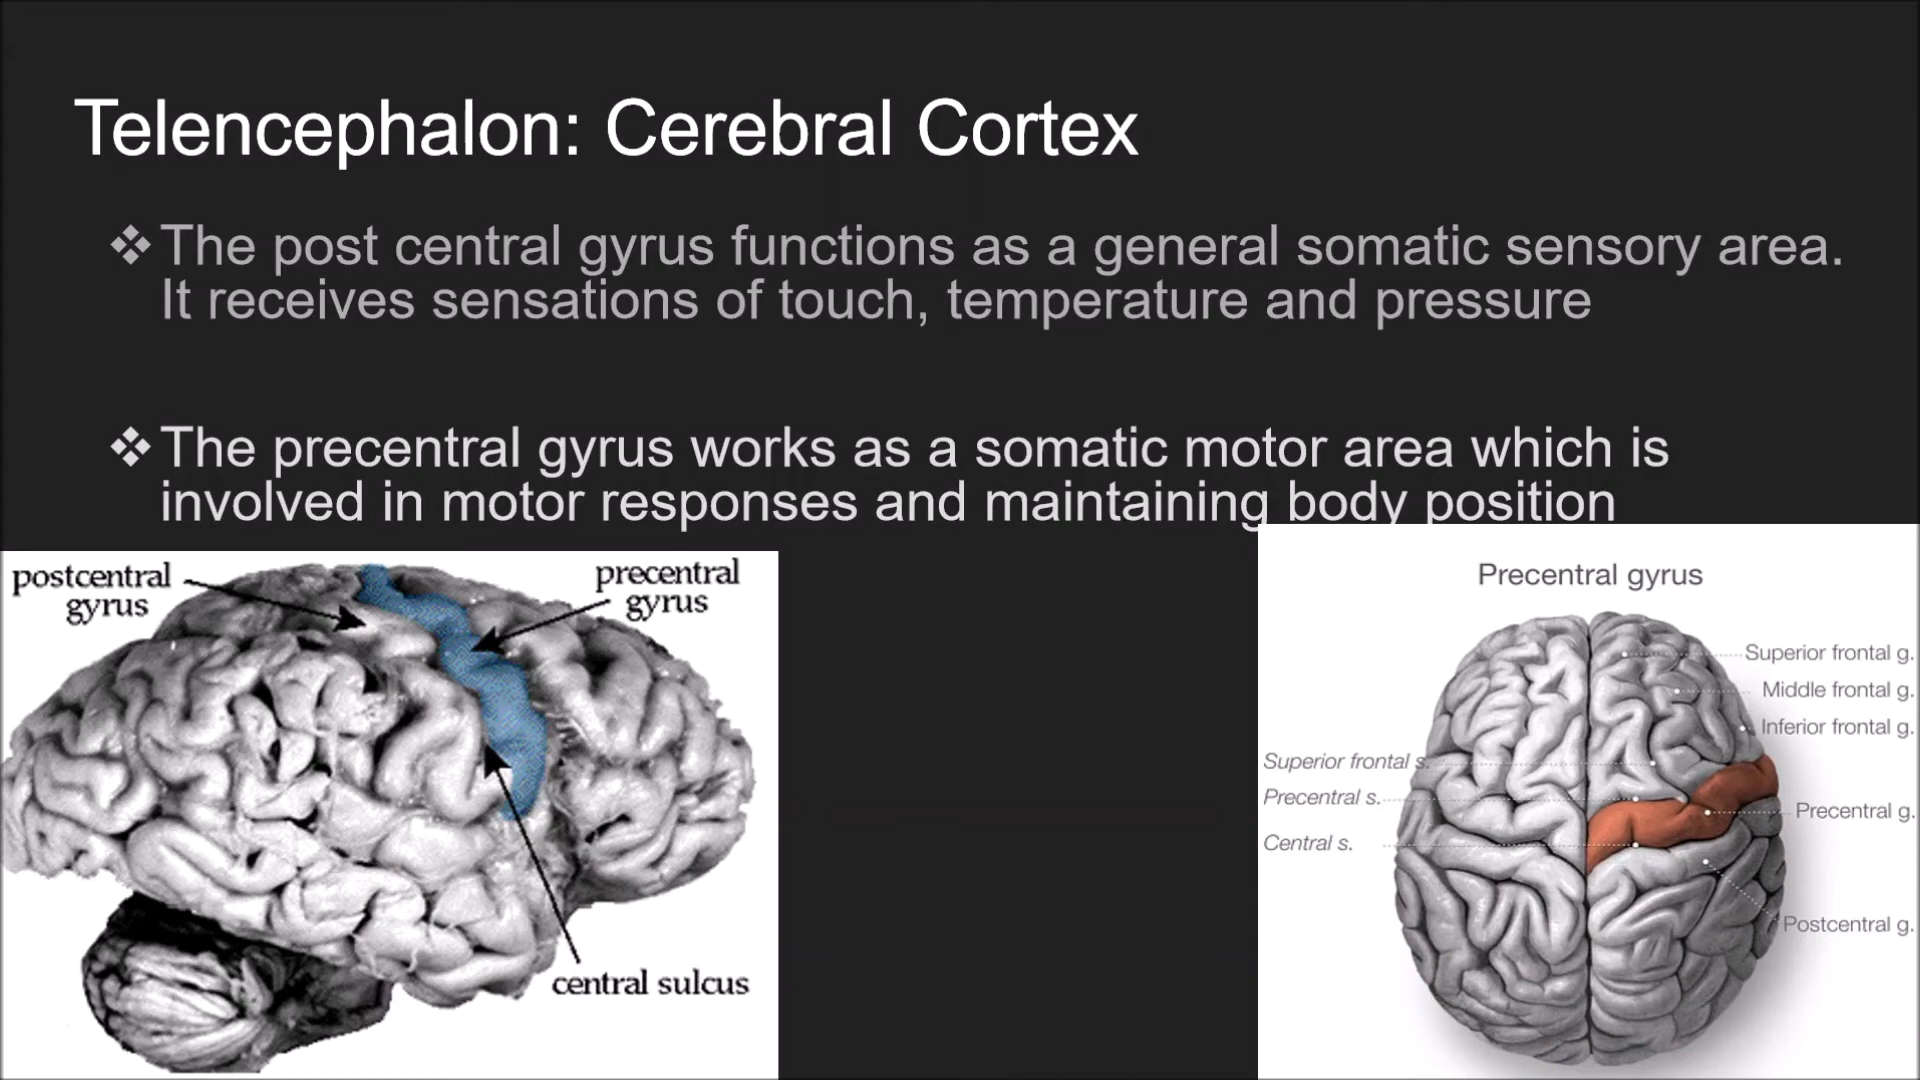 Telencephalon: Cerebral Cortex
❖ The post central gyrus functions as a general somatic sensory area.
It receives sensations of touch, temperature and pressure
❖ The precentral gyrus works as a somatic motor area which is
involved in motor responses and maintaining body position
postcentral
gyrus
precentral
gyrus
central sulcus
Precentral gyrus
Superior frontal g.
Middle frontal g.
Inferior frontal g.
Superior frontal s.
Precentral s.
Precentral g.
Central s.
Postcentral g.